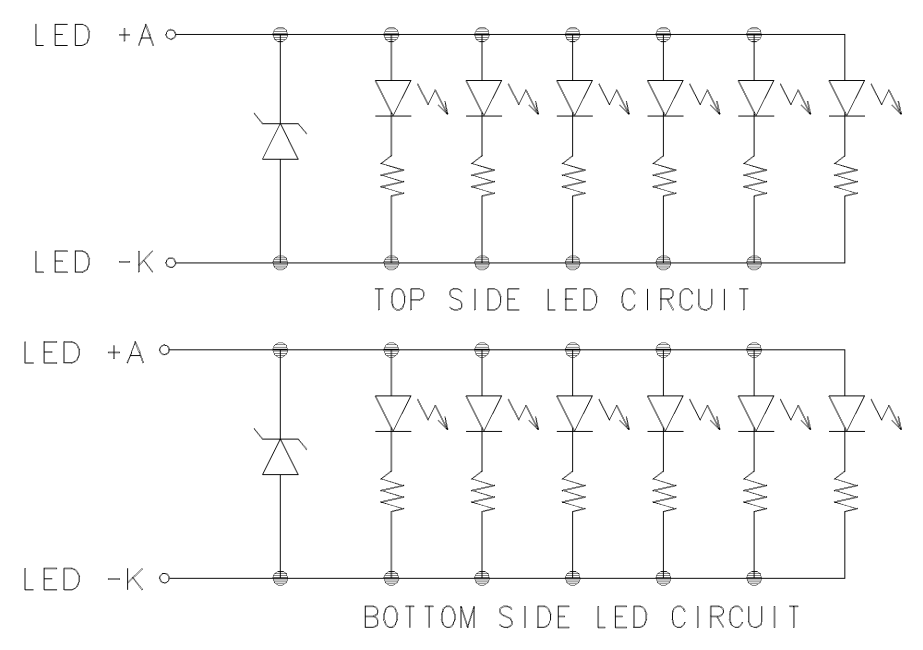 LED +A
LED -K
TOP SIDE LED CIRCUIT
LED +A
LED -K
BOTTOM SIDE LED CIRCUIT